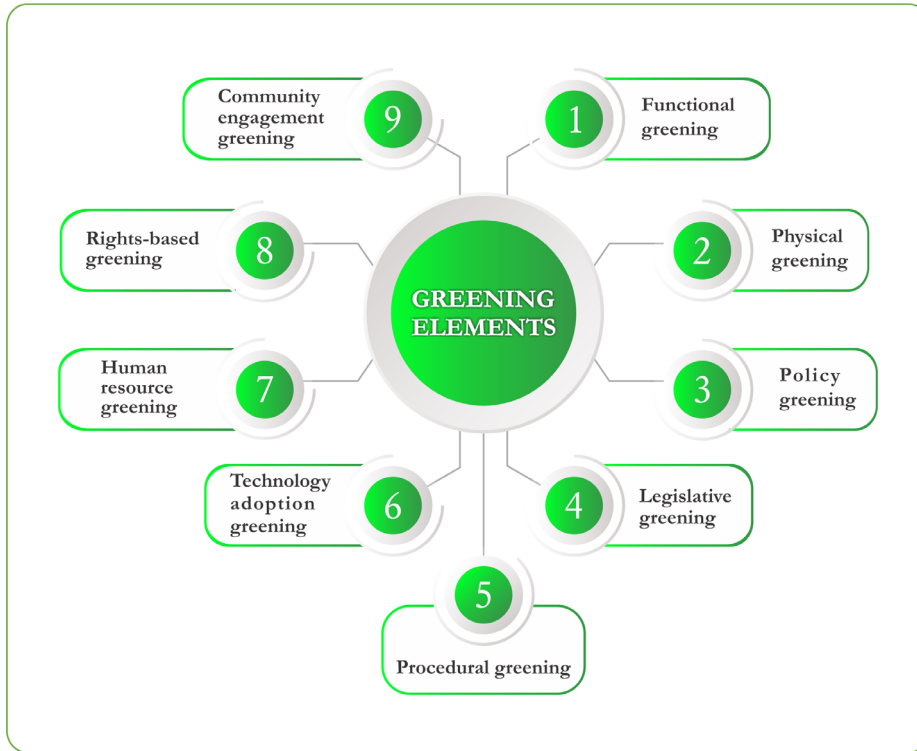 GREENING
ELEMENTS
1
Functional
greening
2
Physical
greening
3
Policy
greening
4
Legislative
greening
5
Procedural greening
6
Technology
adoption
greening
7
Human
resource
greening
8
Rights-based
greening
9
Community
engagement
greening